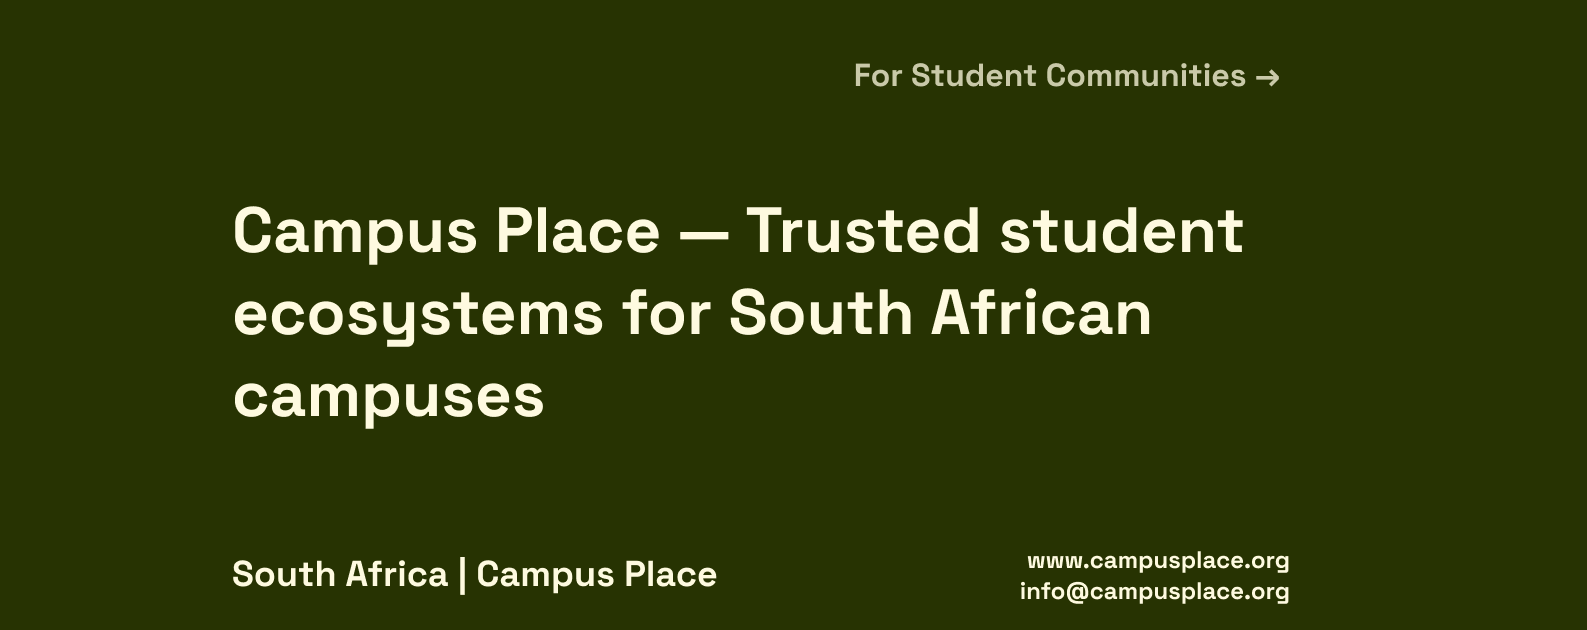 For Student Communities →
Campus Place — Trusted student
ecosystems for South African
campuses
South Africa | Campus Place
www.campusplace.org
info@campusplace.org